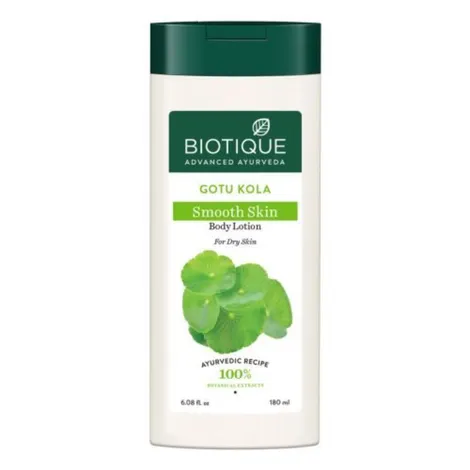 BIOTIQUE
ADVANCED AYURVEDA
GOTU KOLA
Smooth Skin
Body Lotion
For Dry Skin
AYURVEDIC RECIPE
100%
BOTANICAL EXTRACTS
6.08 fl. oz 180 ml